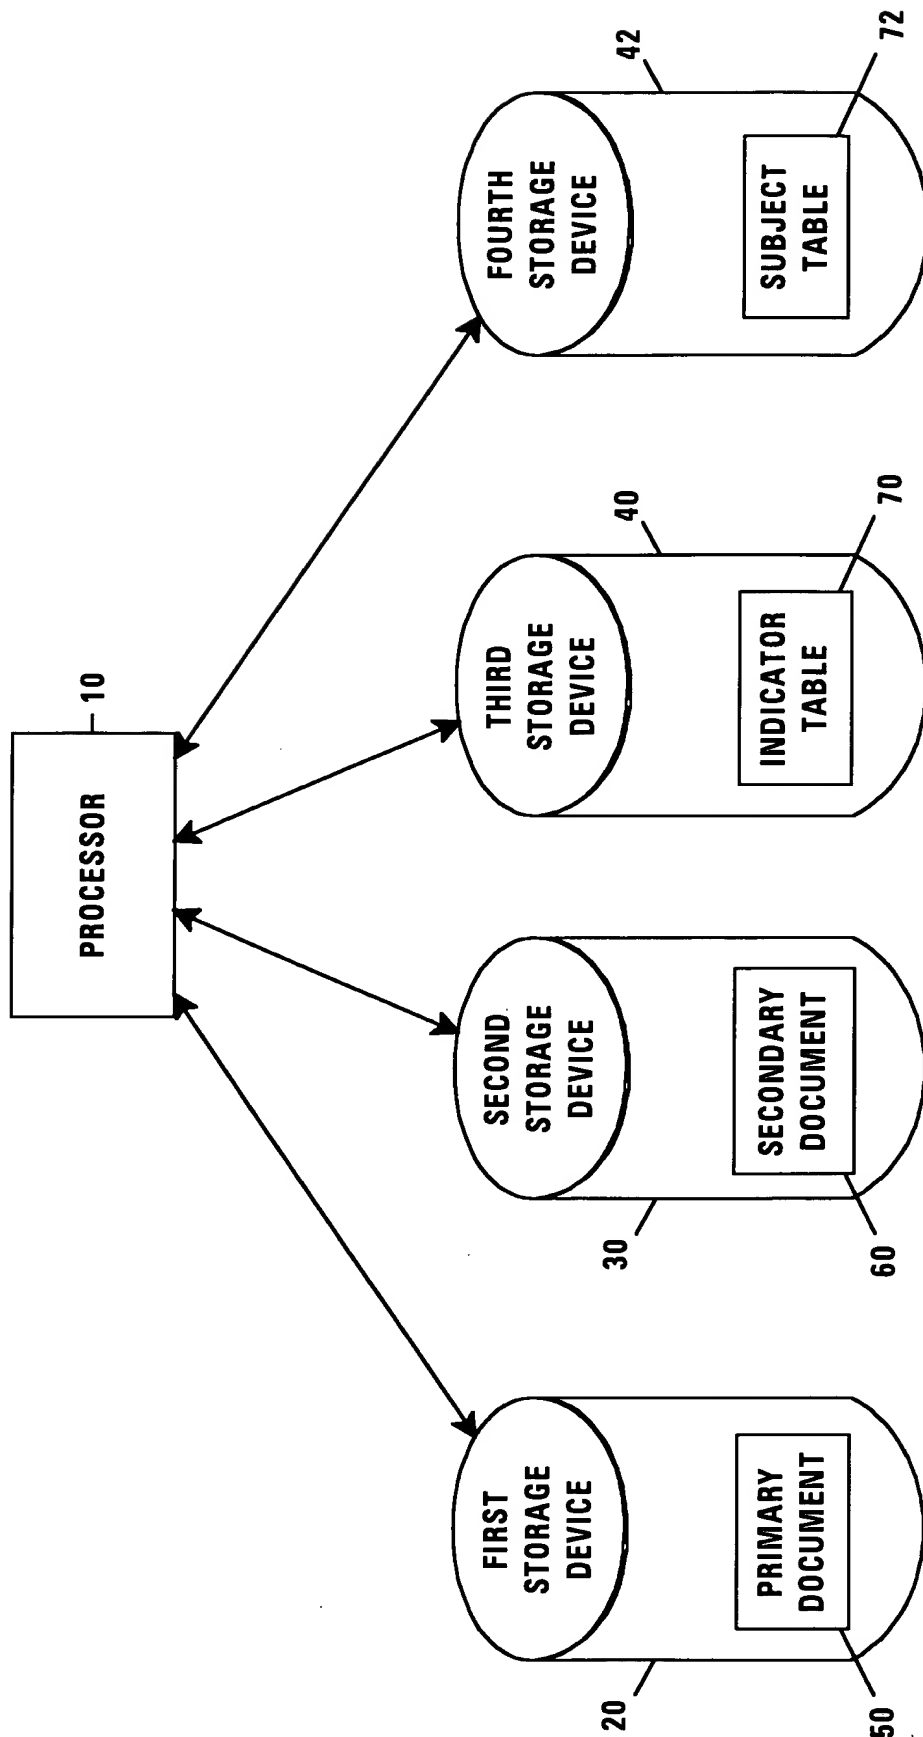 PROCESSOR
10
FIRST
STORAGE
DEVICE
20
PRIMARY
DOCUMENT
50
SECOND
STORAGE
DEVICE
30
SECONDARY
DOCUMENT
60
THIRD
STORAGE
DEVICE
40
INDICATOR
TABLE
70
FOURTH
STORAGE
DEVICE
42
SUBJECT
TABLE
72